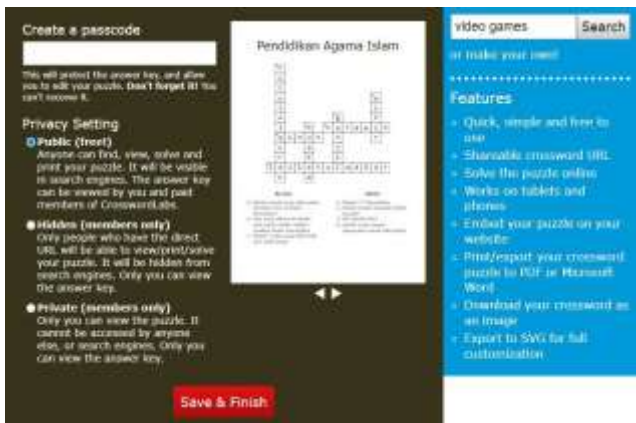 Create a passcode
This will protect the answer key, and allow
you to edit your puzzle. Don't forget it! You
can't recover it.
Privacy Setting
Public (free!)
Anyone can find, view, solve and
print your puzzle. It will be visible
in search engines. The answer key
can be viewed by you and past
members of CrosswordLabs.
Hidden (members only)
Only people who have the direct
URL will be able to view/print/solve
your puzzle. It will be hidden from
search engines. Only you can view
the answer key.
Private (members only)
Only you can view the puzzle. It
cannot be accessed by anyone
else, or search engines. Only you
can view the answer key.
Save & Finish
Pendidikan Agama Islam
video games
Search
or make your own!
Features
Quick, simple and free to
use
Shareable crossword URL
Solve the puzzle online
Works on tablets and
phones
Embed your puzzle on your
website
Print/export your crossword
puzzle to PDF or Microsoft
Word
Download your crossword as
an image
Export to SVG for full
customization